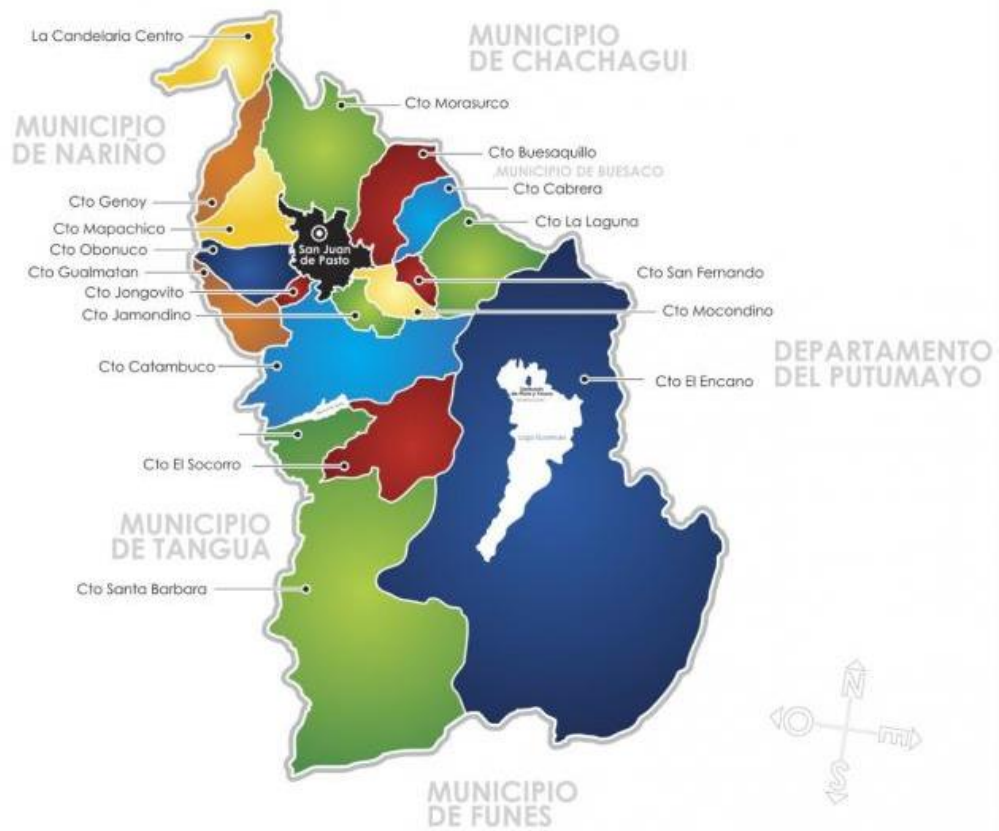 La Candelaria Centro
MUNICIPIO
DE CHACHAGUI
Cto Morasurco
MUNICIPIO
DE NARIÑO
Cto Buesaquillo
MUNICIPIO DE BUESACO
Cto Cabrera
Cto Genoy
Cto La Laguna
Cto Mapachico
Cto Obonuco
San Juan
de Pasto
Cto Gualmatan
Cto San Fernando
Cto Jongovito
Cto Jamondino
Cto Mocondino
DEPARTAMENTO
DEL PUTUMAYO
Cto Catambuco
Cto El Encano
Cto El Socorro
MUNICIPIO
DE TANGUA
Cto Santa Barbara
N
O
E
S
MUNICIPIO
DE FUNES